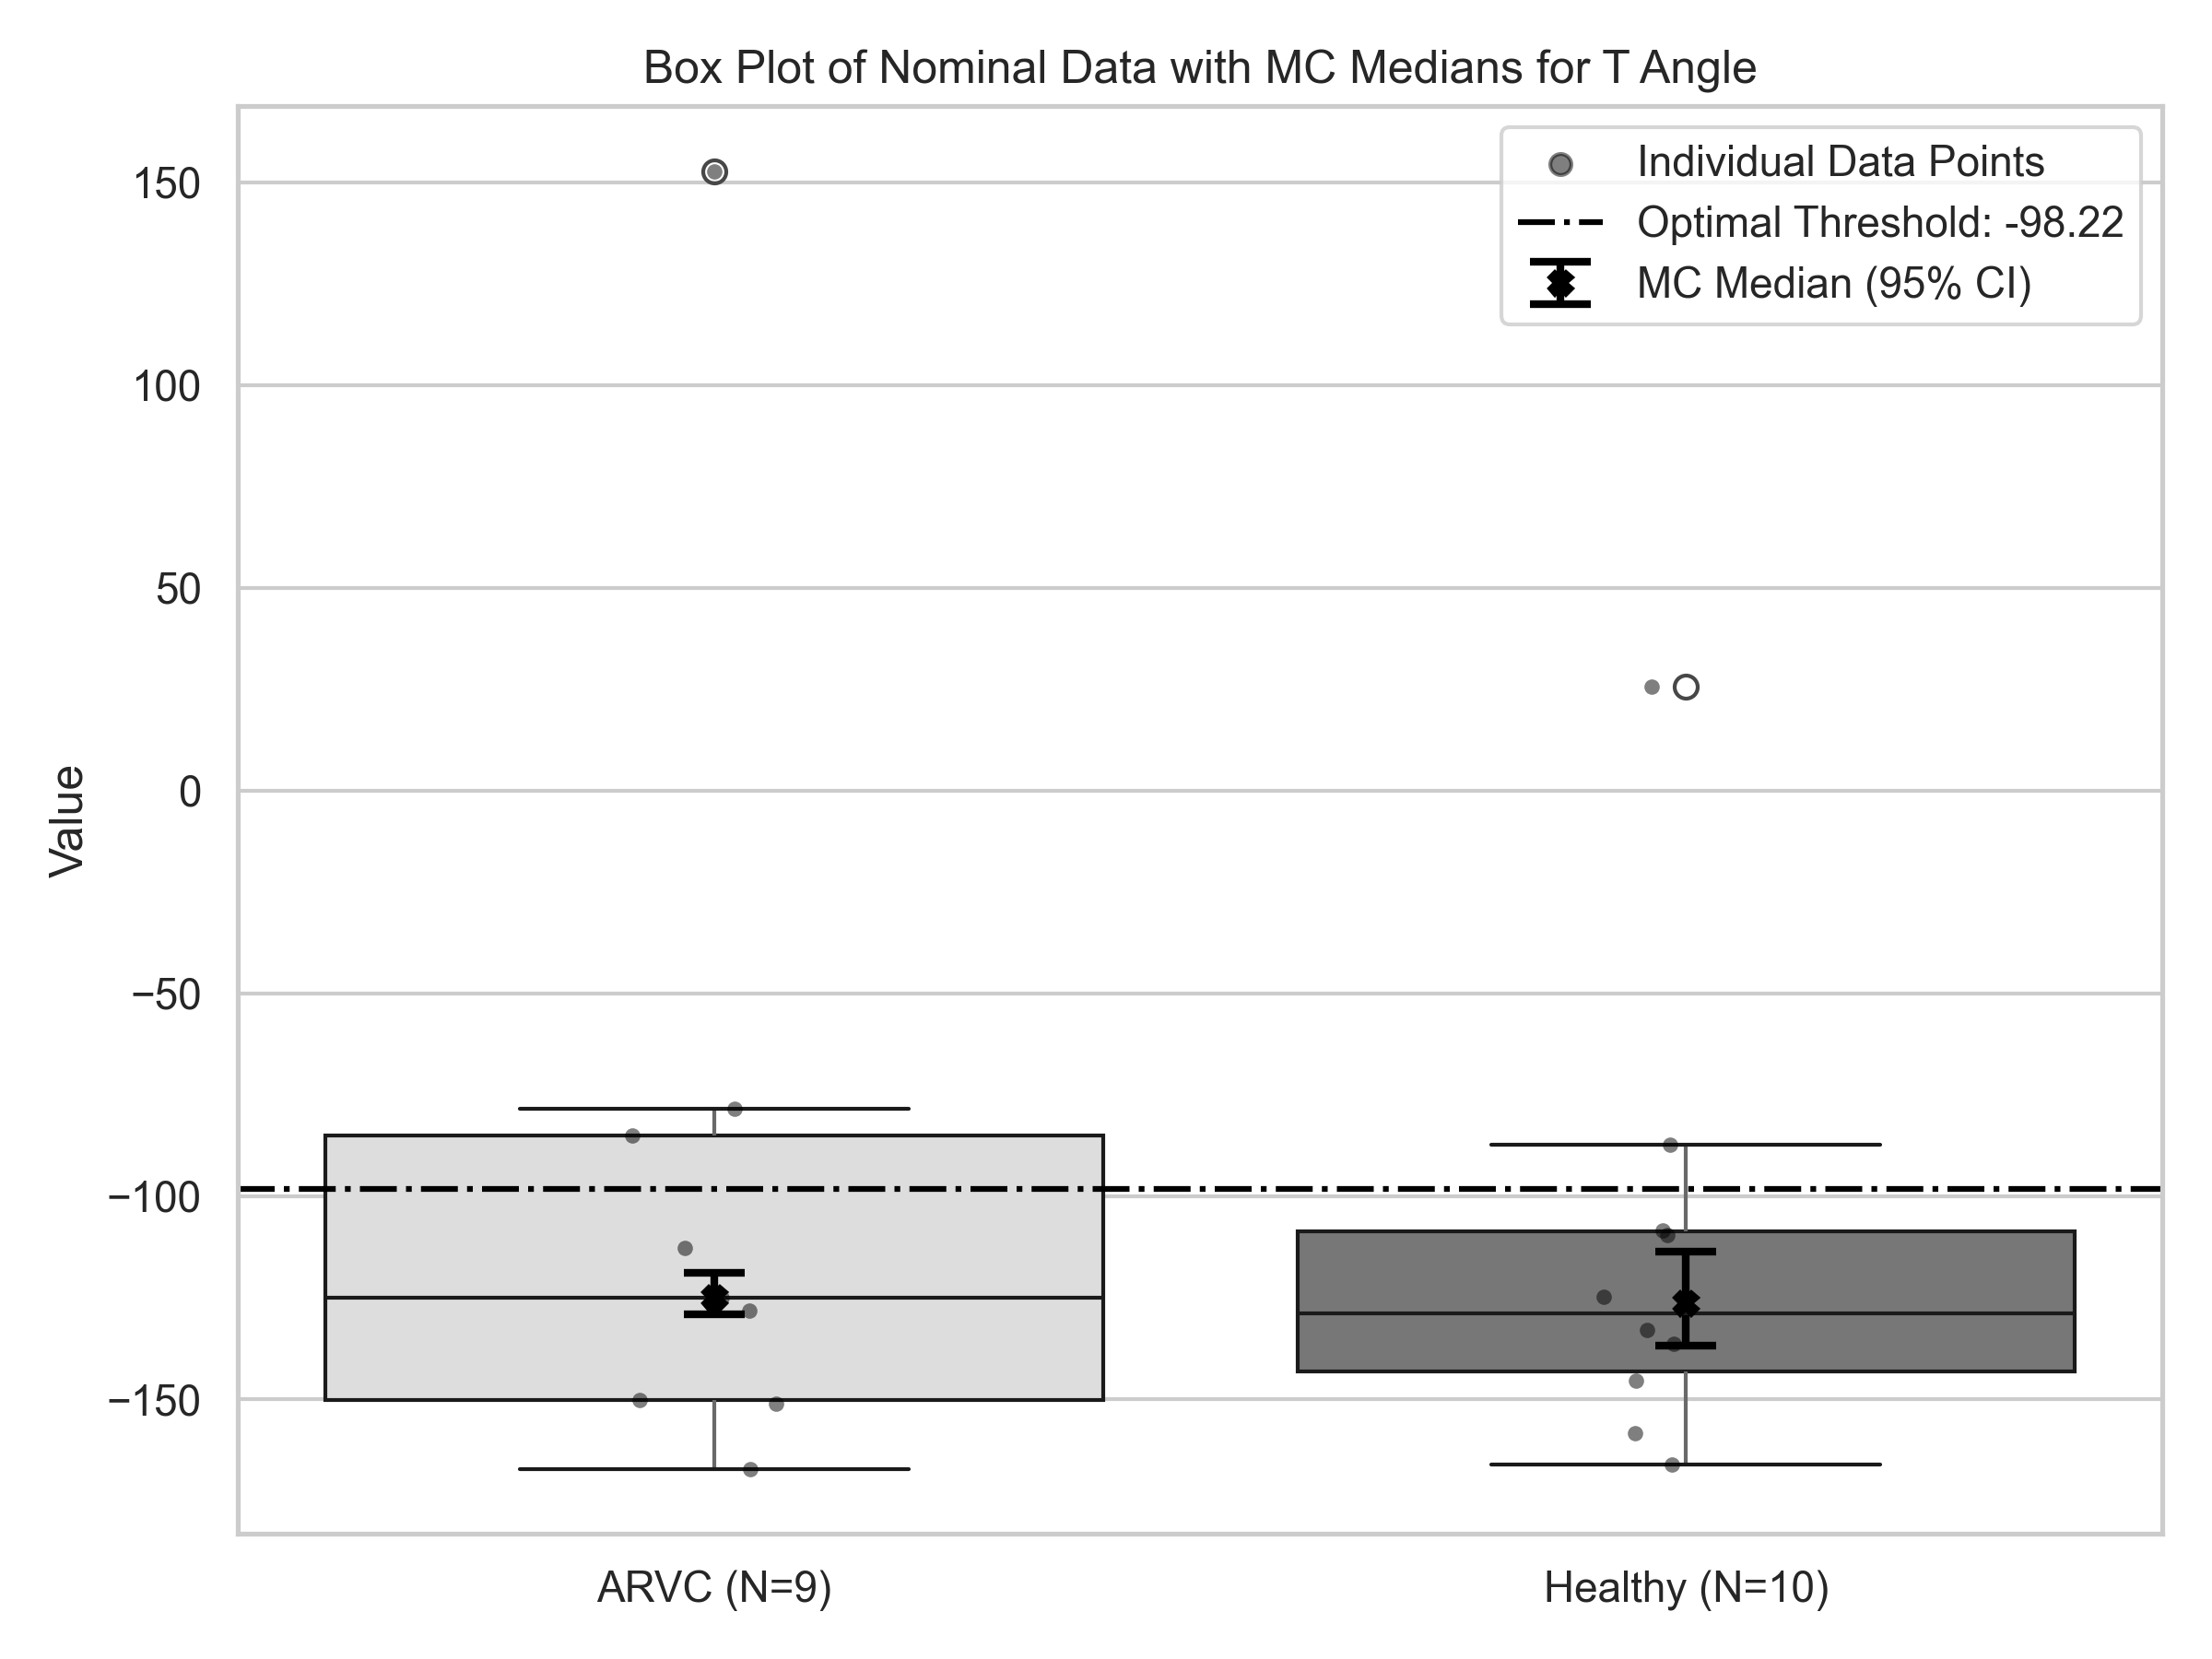 Box Plot of Nominal Data with MC Medians for T Angle
Individual Data Points
Optimal Threshold: -98.22
MC Median (95% CI)
Value
150
100
50
0
−50
−100
−150
ARVC (N=9)
Healthy (N=10)